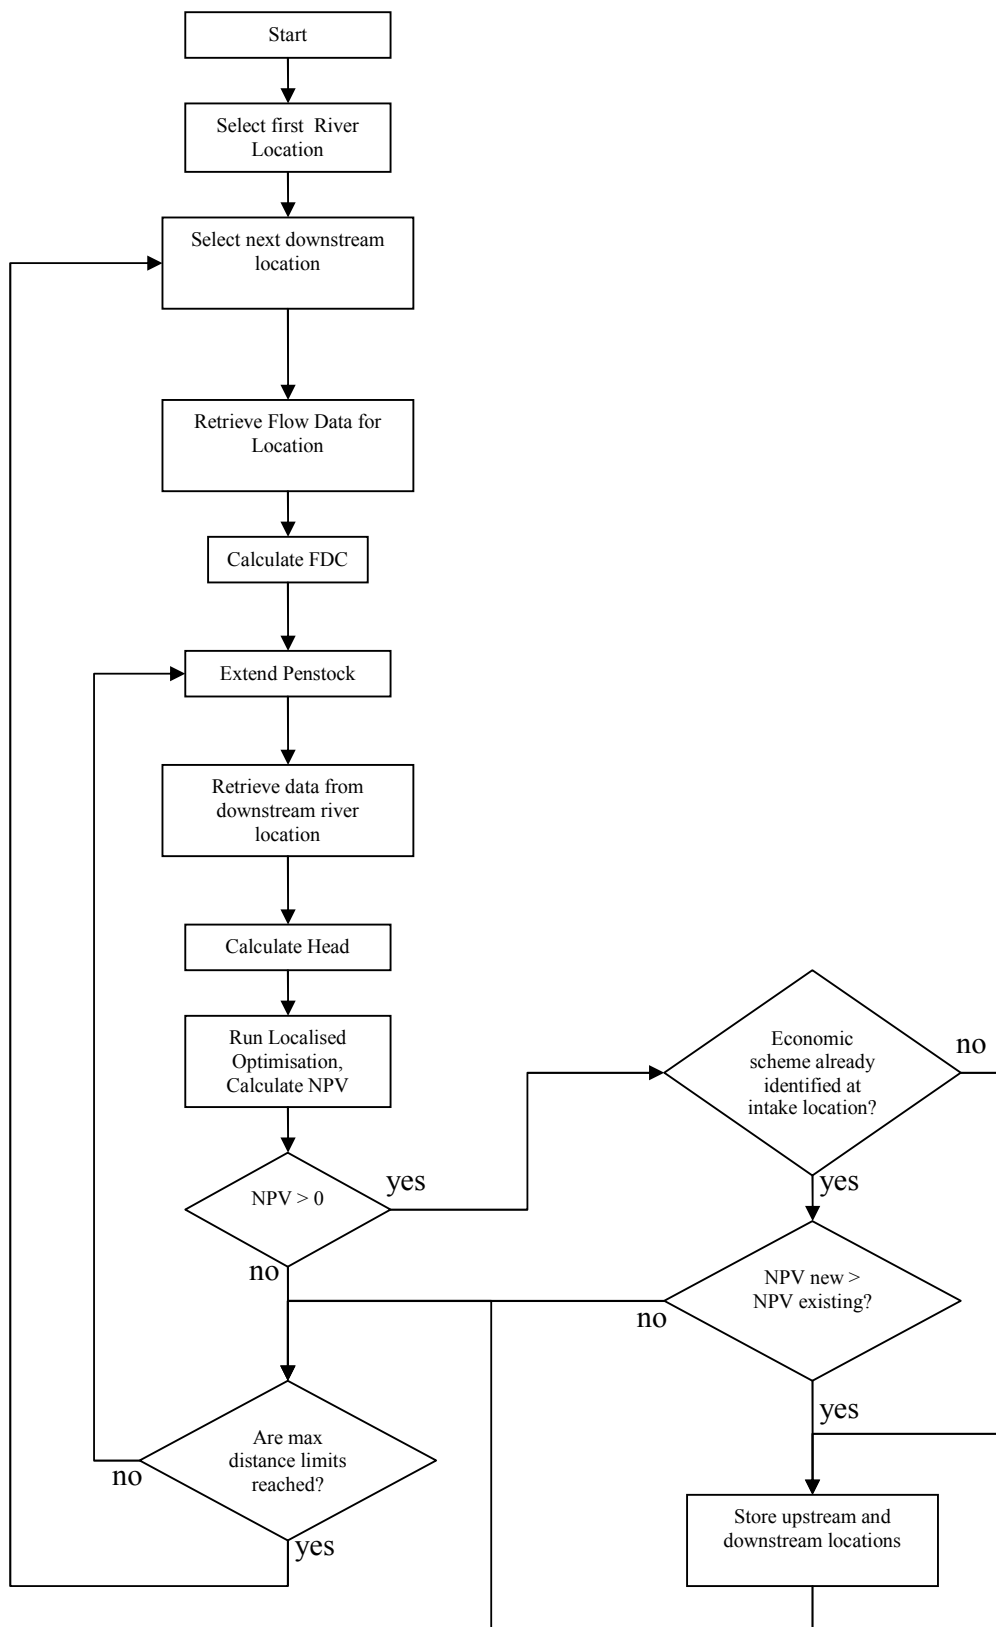 Start
Select first River
Location
Select next downstream
location
Retrieve Flow Data for
Location
Calculate FDC
Extend Penstock
Retrieve data from
downstream river
location
Calculate Head
Run Localised
Optimisation,
Calculate NPV
NPV > 0
yes
no
Economic
scheme already
identified at
intake location?
no
yes
NPV new >
NPV existing?
no
yes
Are max
distance limits
reached?
no
yes
Store upstream and
downstream locations